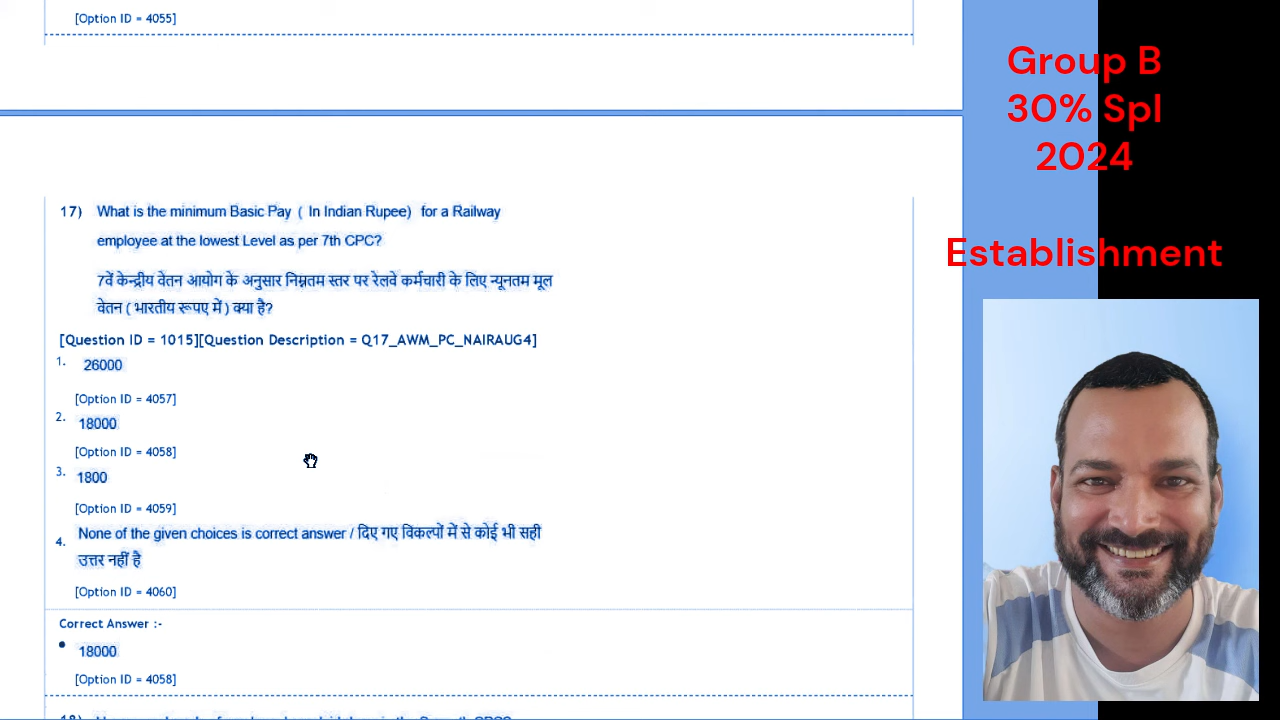 [Option ID = 4055]
17) What is the minimum Basic Pay ( In Indian Rupee) for a Railway
employee at the lowest Level as per 7th CPC?
7वें केन्द्रीय वेतन आयोग के अनुसार निम्नतम स्तर पर रेलवे कर्मचारी के लिए न्यूनतम मूल
वेतन ( भारतीय रूपए में ) क्या है?
[Question ID = 1015][Question Description = Q17_AWM_PC_NAIRAUG4]
1. 26000
[Option ID = 4057]
2. 18000
[Option ID = 4058]
3. 1800
[Option ID = 4059]
4. None of the given choices is correct answer / दिए गए विकल्पों में से कोई भी सही
उत्तर नहीं है
[Option ID = 4060]
Correct Answer :-
• 18000
[Option ID = 4058]
Group B
30% Spl
2024
Establishment